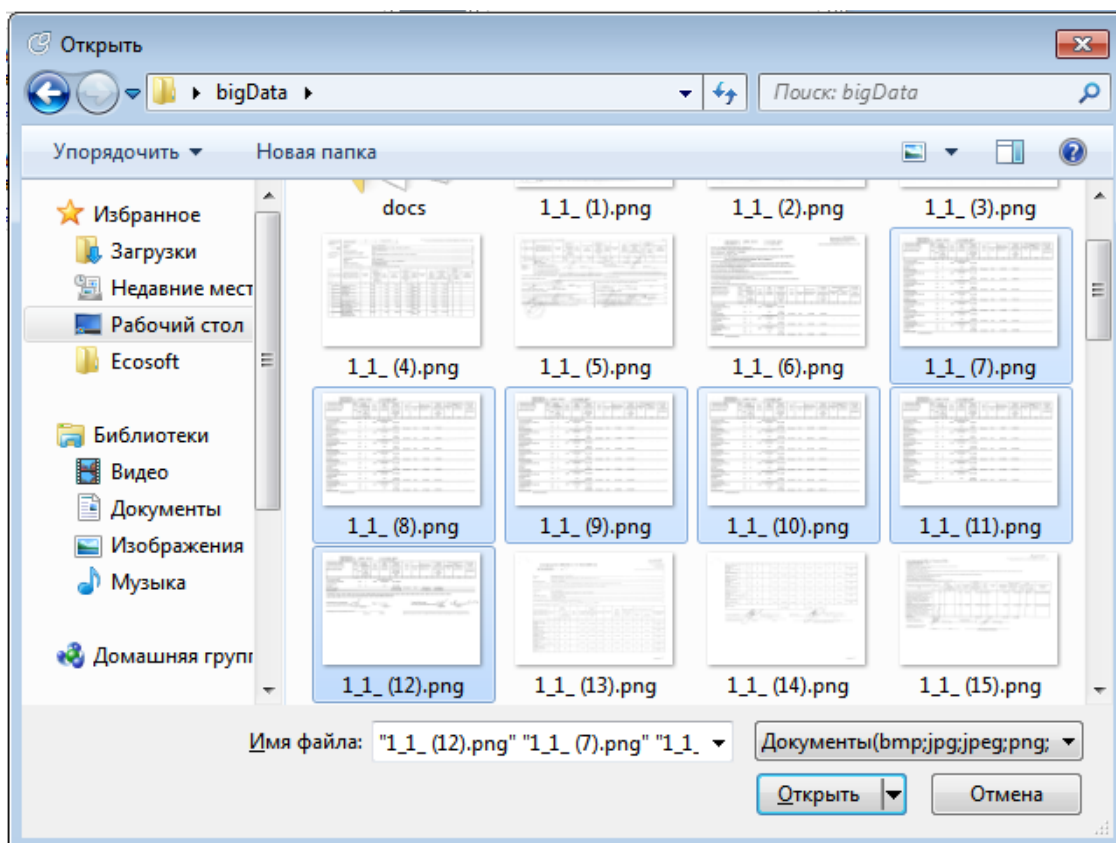 Открыть
bigData
Поиск: bigData
Упорядочить
Новая папка
Избранное
Загрузки
Недавние мест
Рабочий стол
Ecosoft
Библиотеки
Видео
Документы
Изображения
Музыка
Домашняя групп
docs
1_1_ (1).png
1_1_ (2).png
1_1_ (3).png
1_1_ (4).png
1_1_ (5).png
1_1_ (6).png
1_1_ (7).png
1_1_ (8).png
1_1_ (9).png
1_1_ (10).png
1_1_ (11).png
1_1_ (12).png
1_1_ (13).png
1_1_ (14).png
1_1_ (15).png
Имя файла:
"1_1_ (12).png" "1_1_ (7).png" "1_1_
Документы(bmp;jpg;jpeg;png;
Открыть
Отмена